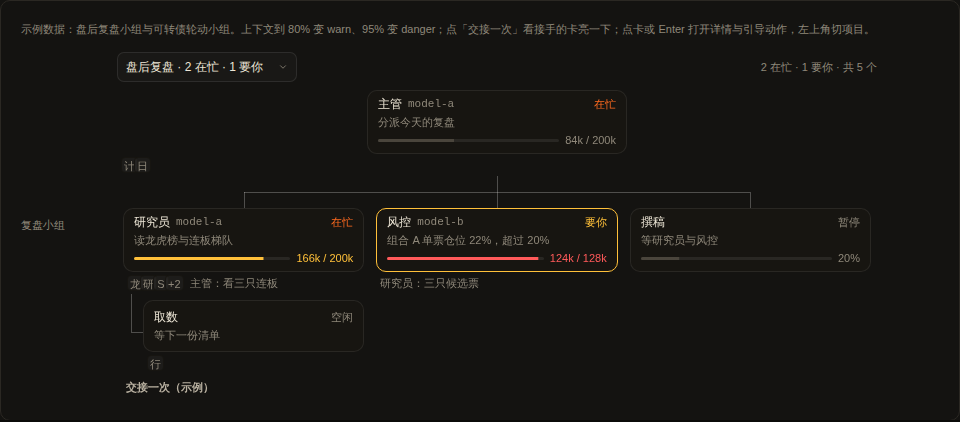 示例数据：盘后复盘小组与可转债轮动小组。上下文到 80% 变 warn、95% 变 danger；点「交接一次」看接手的卡亮一下；点卡或 Enter 打开详情与引导动作，左上角切项目。
盘后复盘 · 2 在忙 · 1 要你
2 在忙 · 1 要你 · 共 5 个
主管 model-a 在忙
分派今天的复盘
84k / 200k
计 日
复盘小组
研究员 model-a 在忙
读龙虎榜与连板梯队
166k / 200k
风控 model-b 要你
组合 A 单票仓位 22%，超过 20%
124k / 128k
撰稿 暂停
等研究员与风控
20%
龙 研 S +2 主管：看三只连板
研究员：三只候选票
取数 空闲
等下一份清单
行
交接一次（示例）